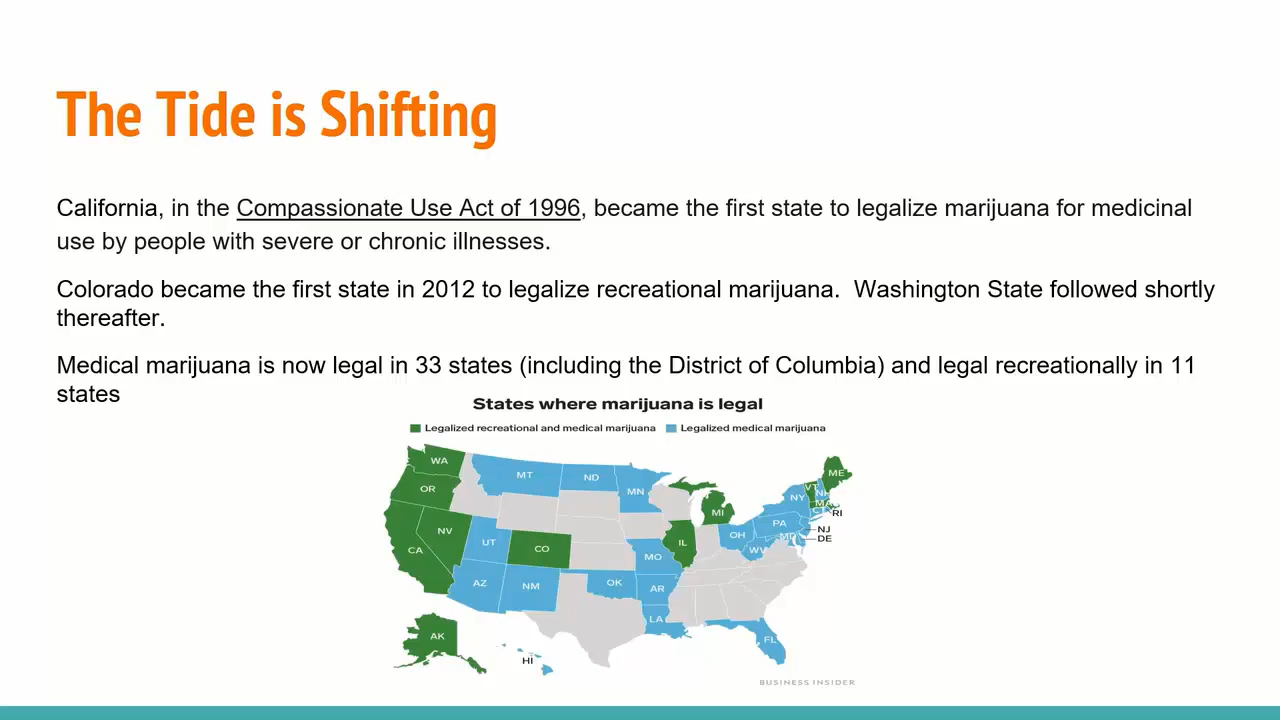 The Tide is Shifting
California, in the Compassionate Use Act of 1996, became the first state to legalize marijuana for medicinal
use by people with severe or chronic illnesses.
Colorado became the first state in 2012 to legalize recreational marijuana.  Washington State followed shortly
thereafter.
Medical marijuana is now legal in 33 states (including the District of Columbia) and legal recreationally in 11
states
States where marijuana is legal
Legalized recreational and medical marijuana Legalized medical marijuana
WA
MT
ND
MN
OR
ME
VT
NH
NY
MA
CT
RI
MI
NV
UT
CO
CA
IL
OH
PA
NJ
MD
DE
WV
MO
AZ
NM
OK
AR
LA
FL
AK
HI
BUSINESS INSIDER